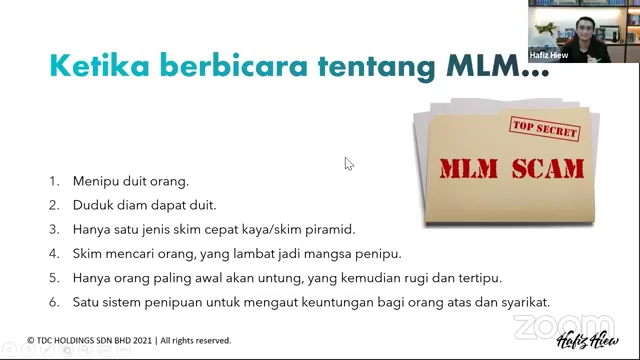 Hafiz Hiew
Ketika berbicara tentang MLM...
TOP SECRET
MLM SCAM
1. Menipu duit orang.
2. Duduk diam dapat duit.
3. Hanya satu jenis skim cepat kaya/skim piramid.
4. Skim mencari orang, yang lambat jadi mangsa penipu.
5. Hanya orang paling awal akan untung, yang kemudian rugi dan tertipu.
6. Satu sistem penipuan untuk mengaut keuntungan bagi orang atas dan syarikat.
zoom
© TDC HOLDINGS SDN BHD 2021 | All rights reserved.
Hafiz Hiew